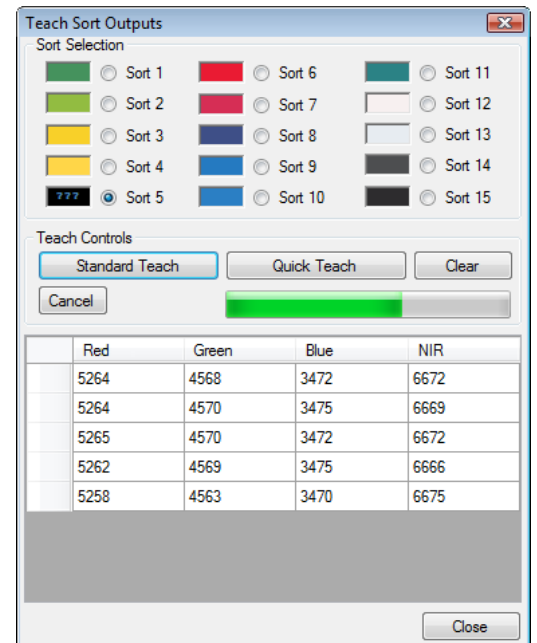 Teach Sort Outputs
Sort Selection
Sort 1 Sort 6 Sort 11
Sort 2 Sort 7 Sort 12
Sort 3 Sort 8 Sort 13
Sort 4 Sort 9 Sort 14
??? Sort 5 Sort 10 Sort 15
Teach Controls
Standard Teach Quick Teach Clear
Cancel
Red Green Blue NIR
5264 4568 3472 6672
5264 4570 3475 6669
5265 4570 3472 6672
5262 4569 3475 6666
5258 4563 3470 6675
Close